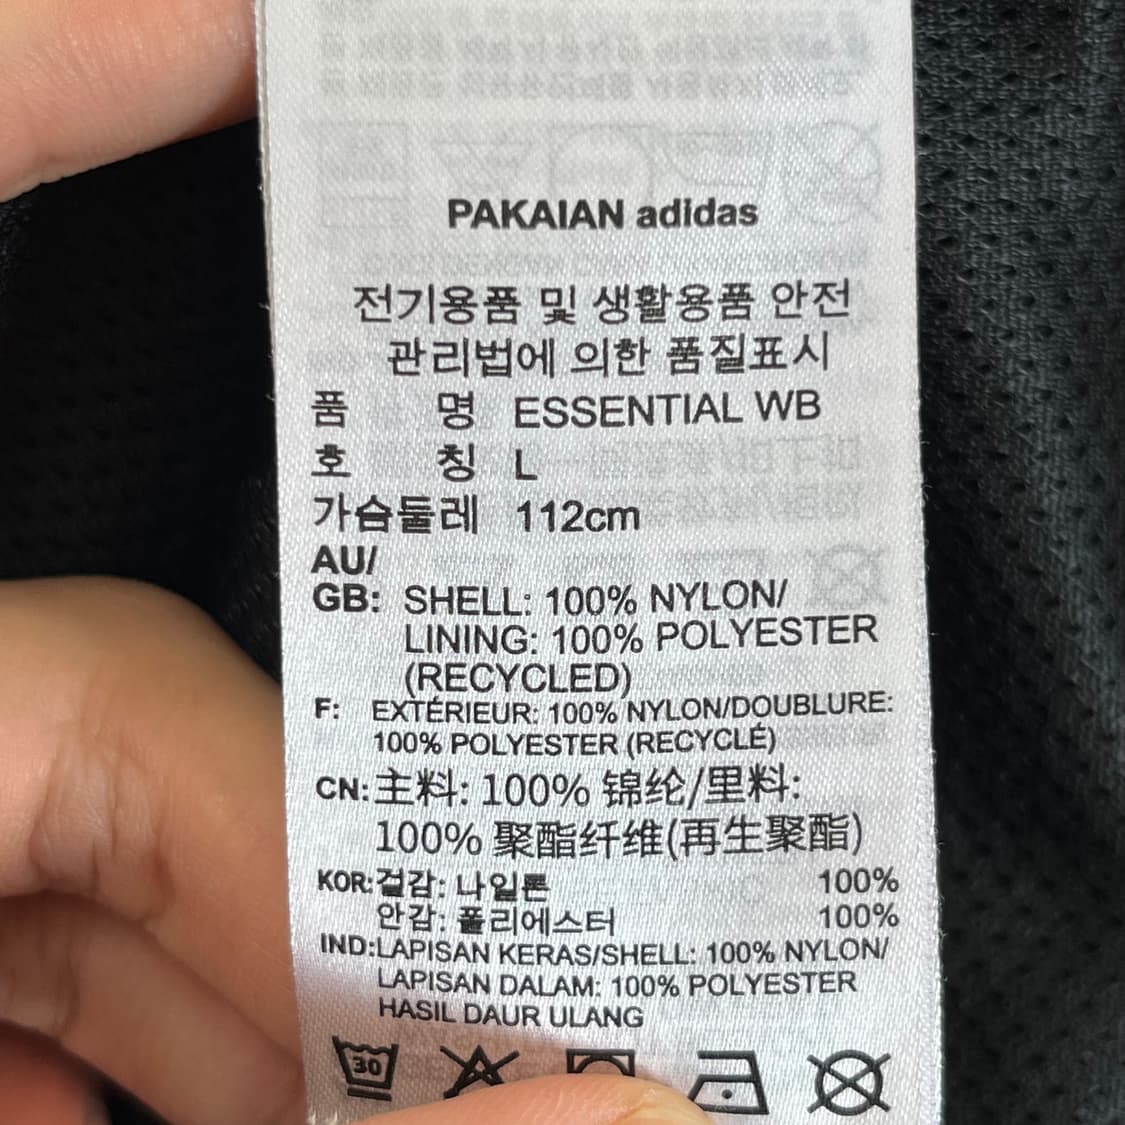 PAKAIAN adidas
전기용품 및 생활용품 안전
관리법에 의한 품질표시
품 명 ESSENTIAL WB
호 칭 L
가슴둘레 112cm
AU/
GB: SHELL: 100% NYLON/
LINING: 100% POLYESTER
(RECYCLED)
F: EXTÉRIEUR: 100% NYLON/DOUBLURE:
100% POLYESTER (RECYCLÉ)
CN: 主料: 100% 锦纶/里料:
100% 聚酯纤维(再生聚酯)
KOR: 겉감: 나일론 100%
안감: 폴리에스터 100%
IND: LAPISAN KERAS/SHELL: 100% NYLON/
LAPISAN DALAM: 100% POLYESTER
HASIL DAUR ULANG
30